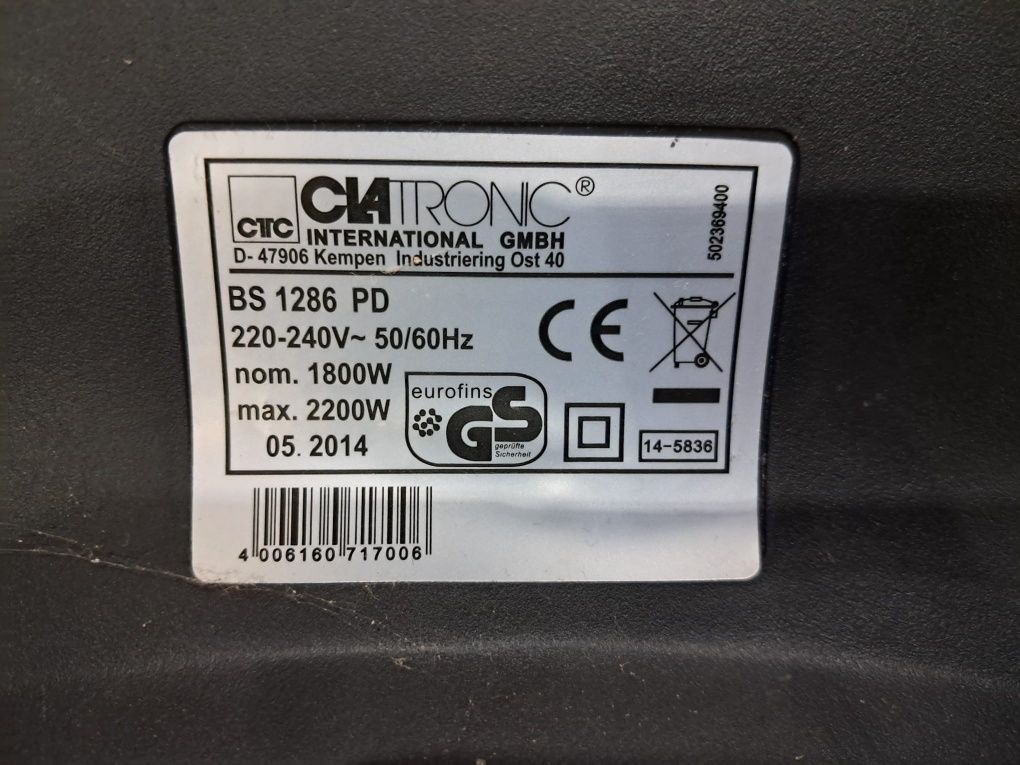 CTC
CLATRONIC®
INTERNATIONAL GMBH
D- 47906 Kempen Industriering Ost 40
502369400
BS 1286 PD
220-240V~ 50/60Hz
nom. 1800W
max. 2200W
05. 2014
CE
eurofins
GS
geprüfte
Sicherheit
14-5836
4 006160 717006